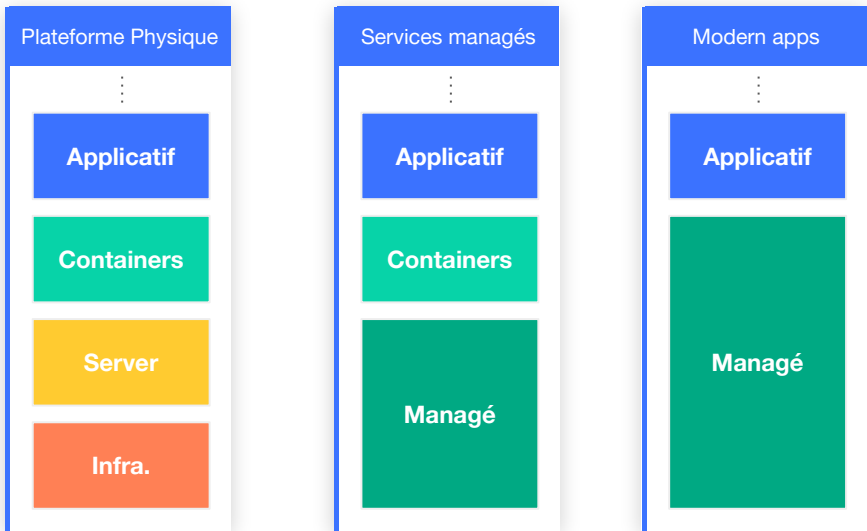 Plateforme Physique
Applicatif
Containers
Server
Infra.
Services managés
Applicatif
Containers
Managé
Modern apps
Applicatif
Managé